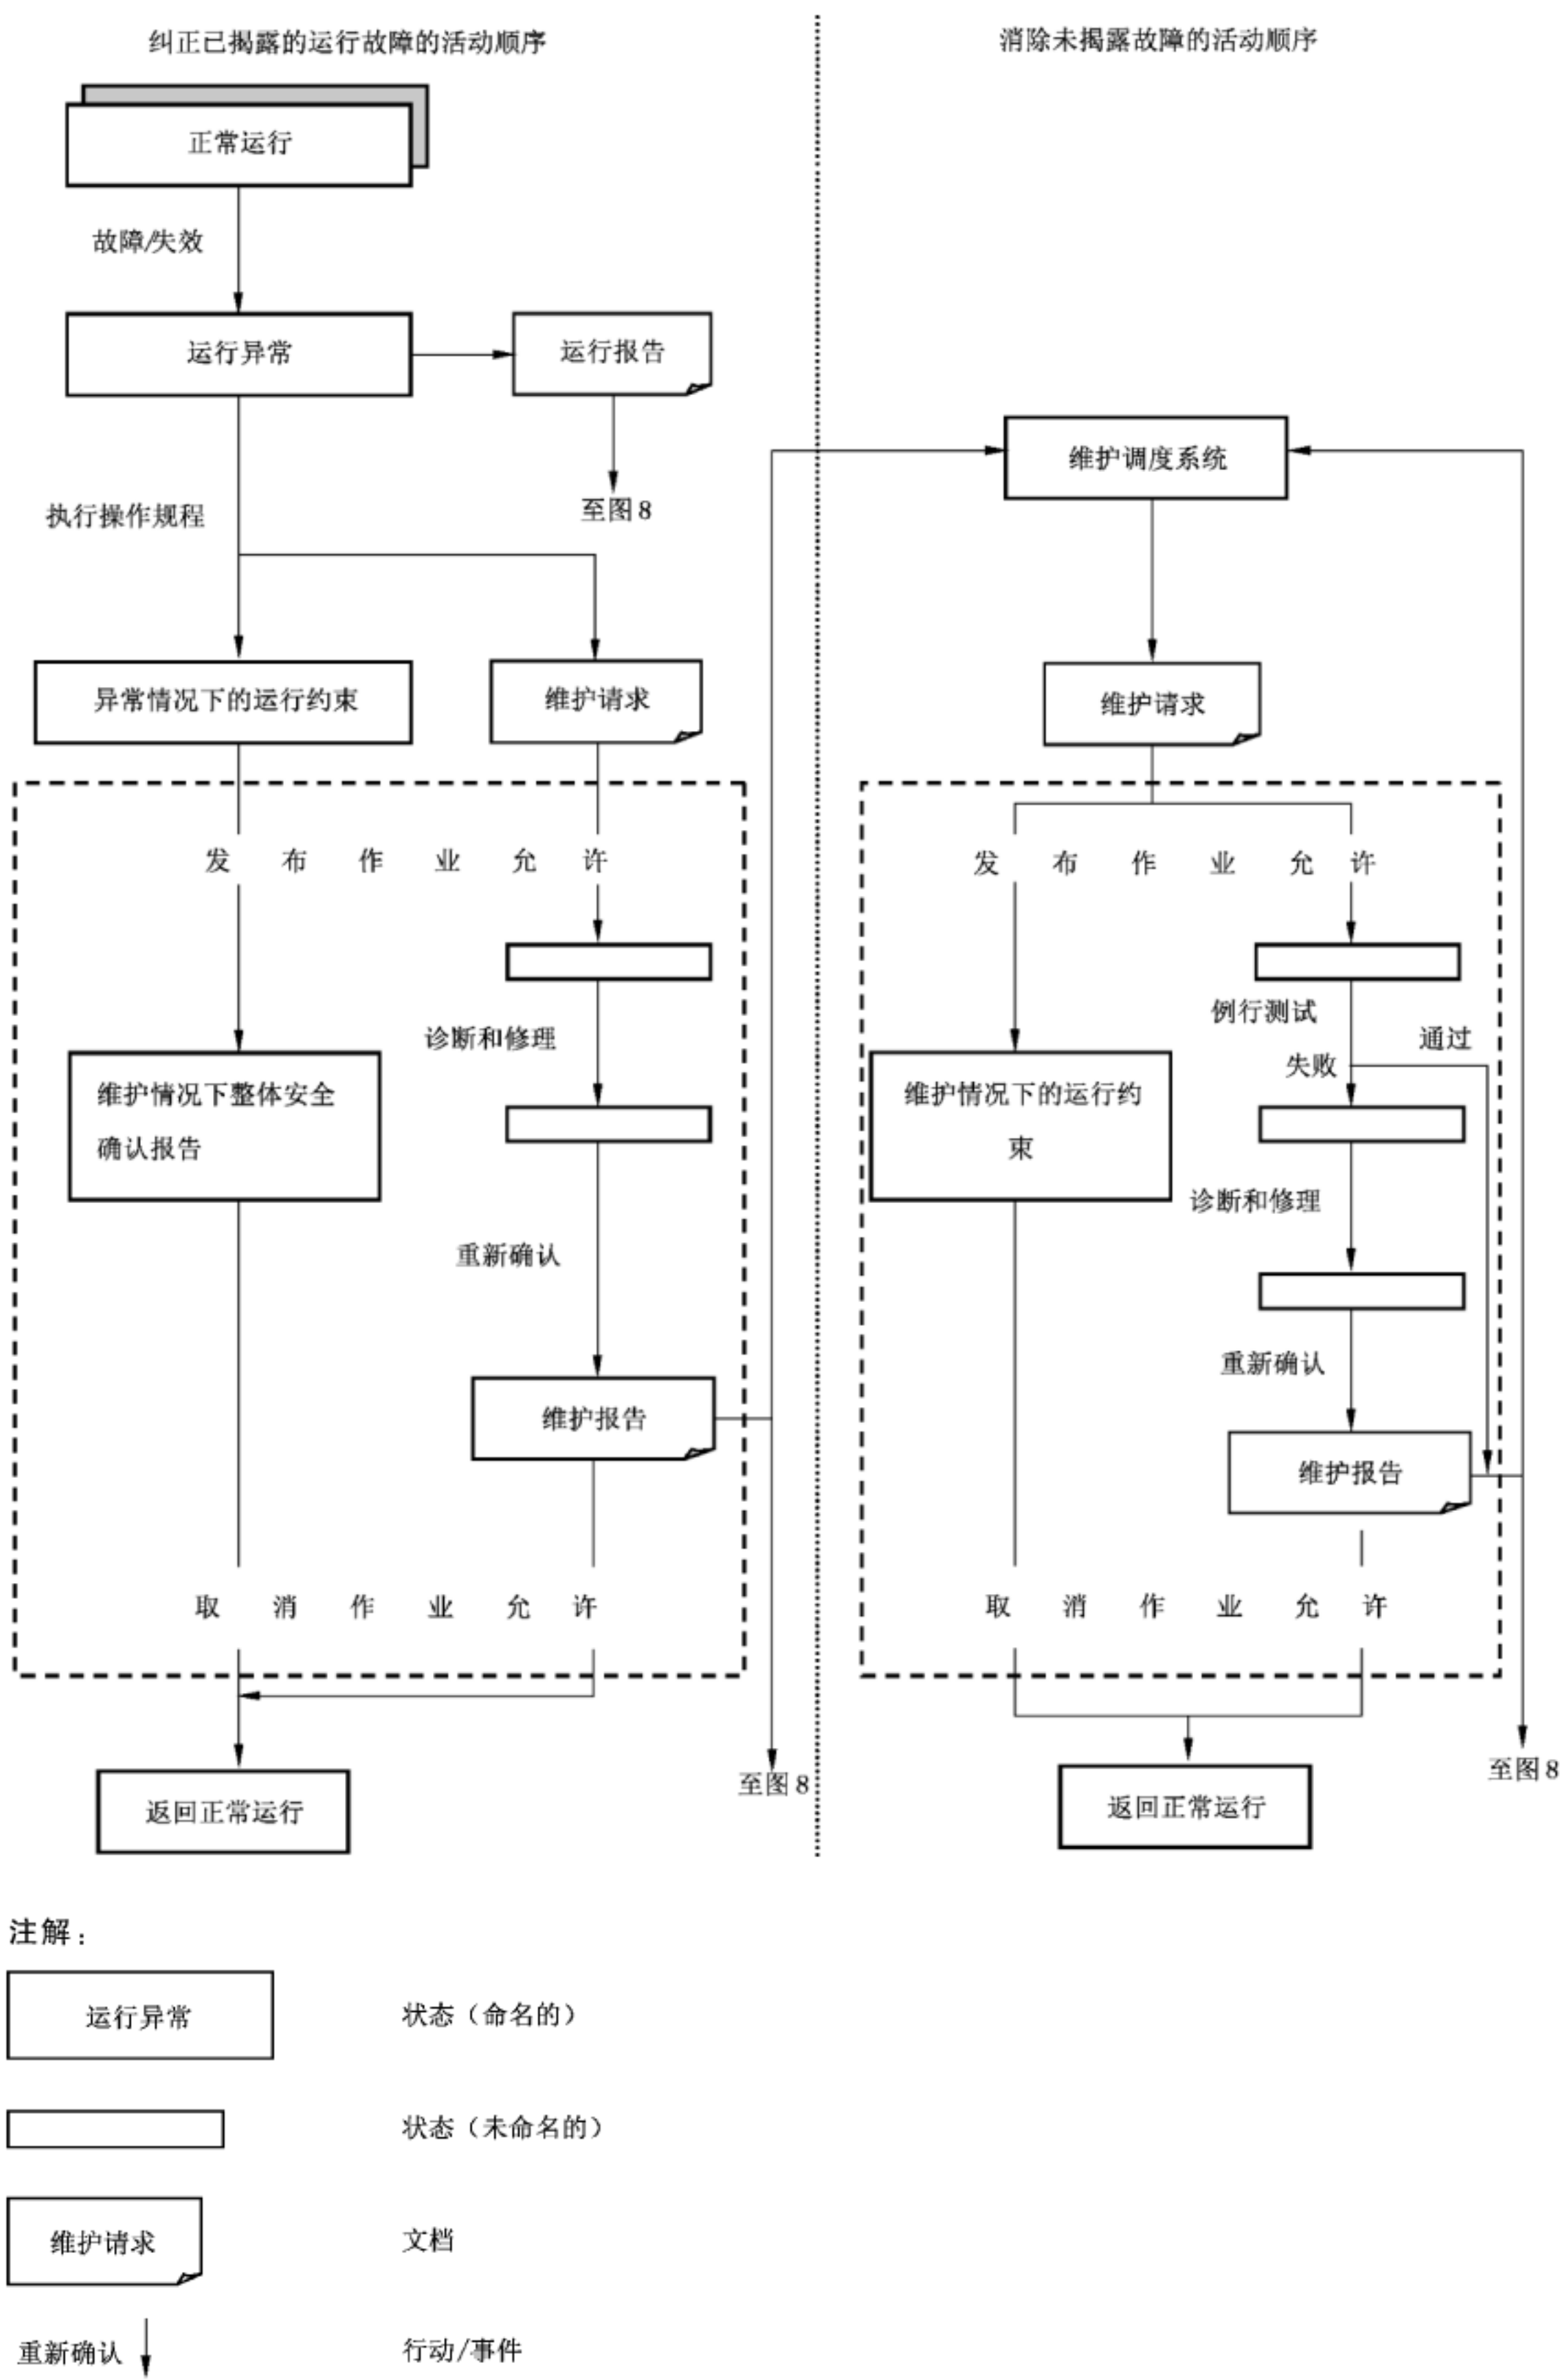 纠正已揭露的运行故障的活动顺序
正常运行
故障/失效
运行异常
运行报告
至图 8
执行操作规程
异常情况下的运行约束
维护请求
发布作业允许
诊断和修理
维护情况下整体安全
确认报告
重新确认
维护报告
取消作业允许
至图 8
返回正常运行
消除未揭露故障的活动顺序
维护调度系统
维护请求
发布作业允许
例行测试
通过
失败
维护情况下的运行约
束
诊断和修理
重新确认
维护报告
取消作业允许
至图 8
返回正常运行
注解：
运行异常 状态（命名的）
状态（未命名的）
维护请求 文档
重新确认 行动/事件